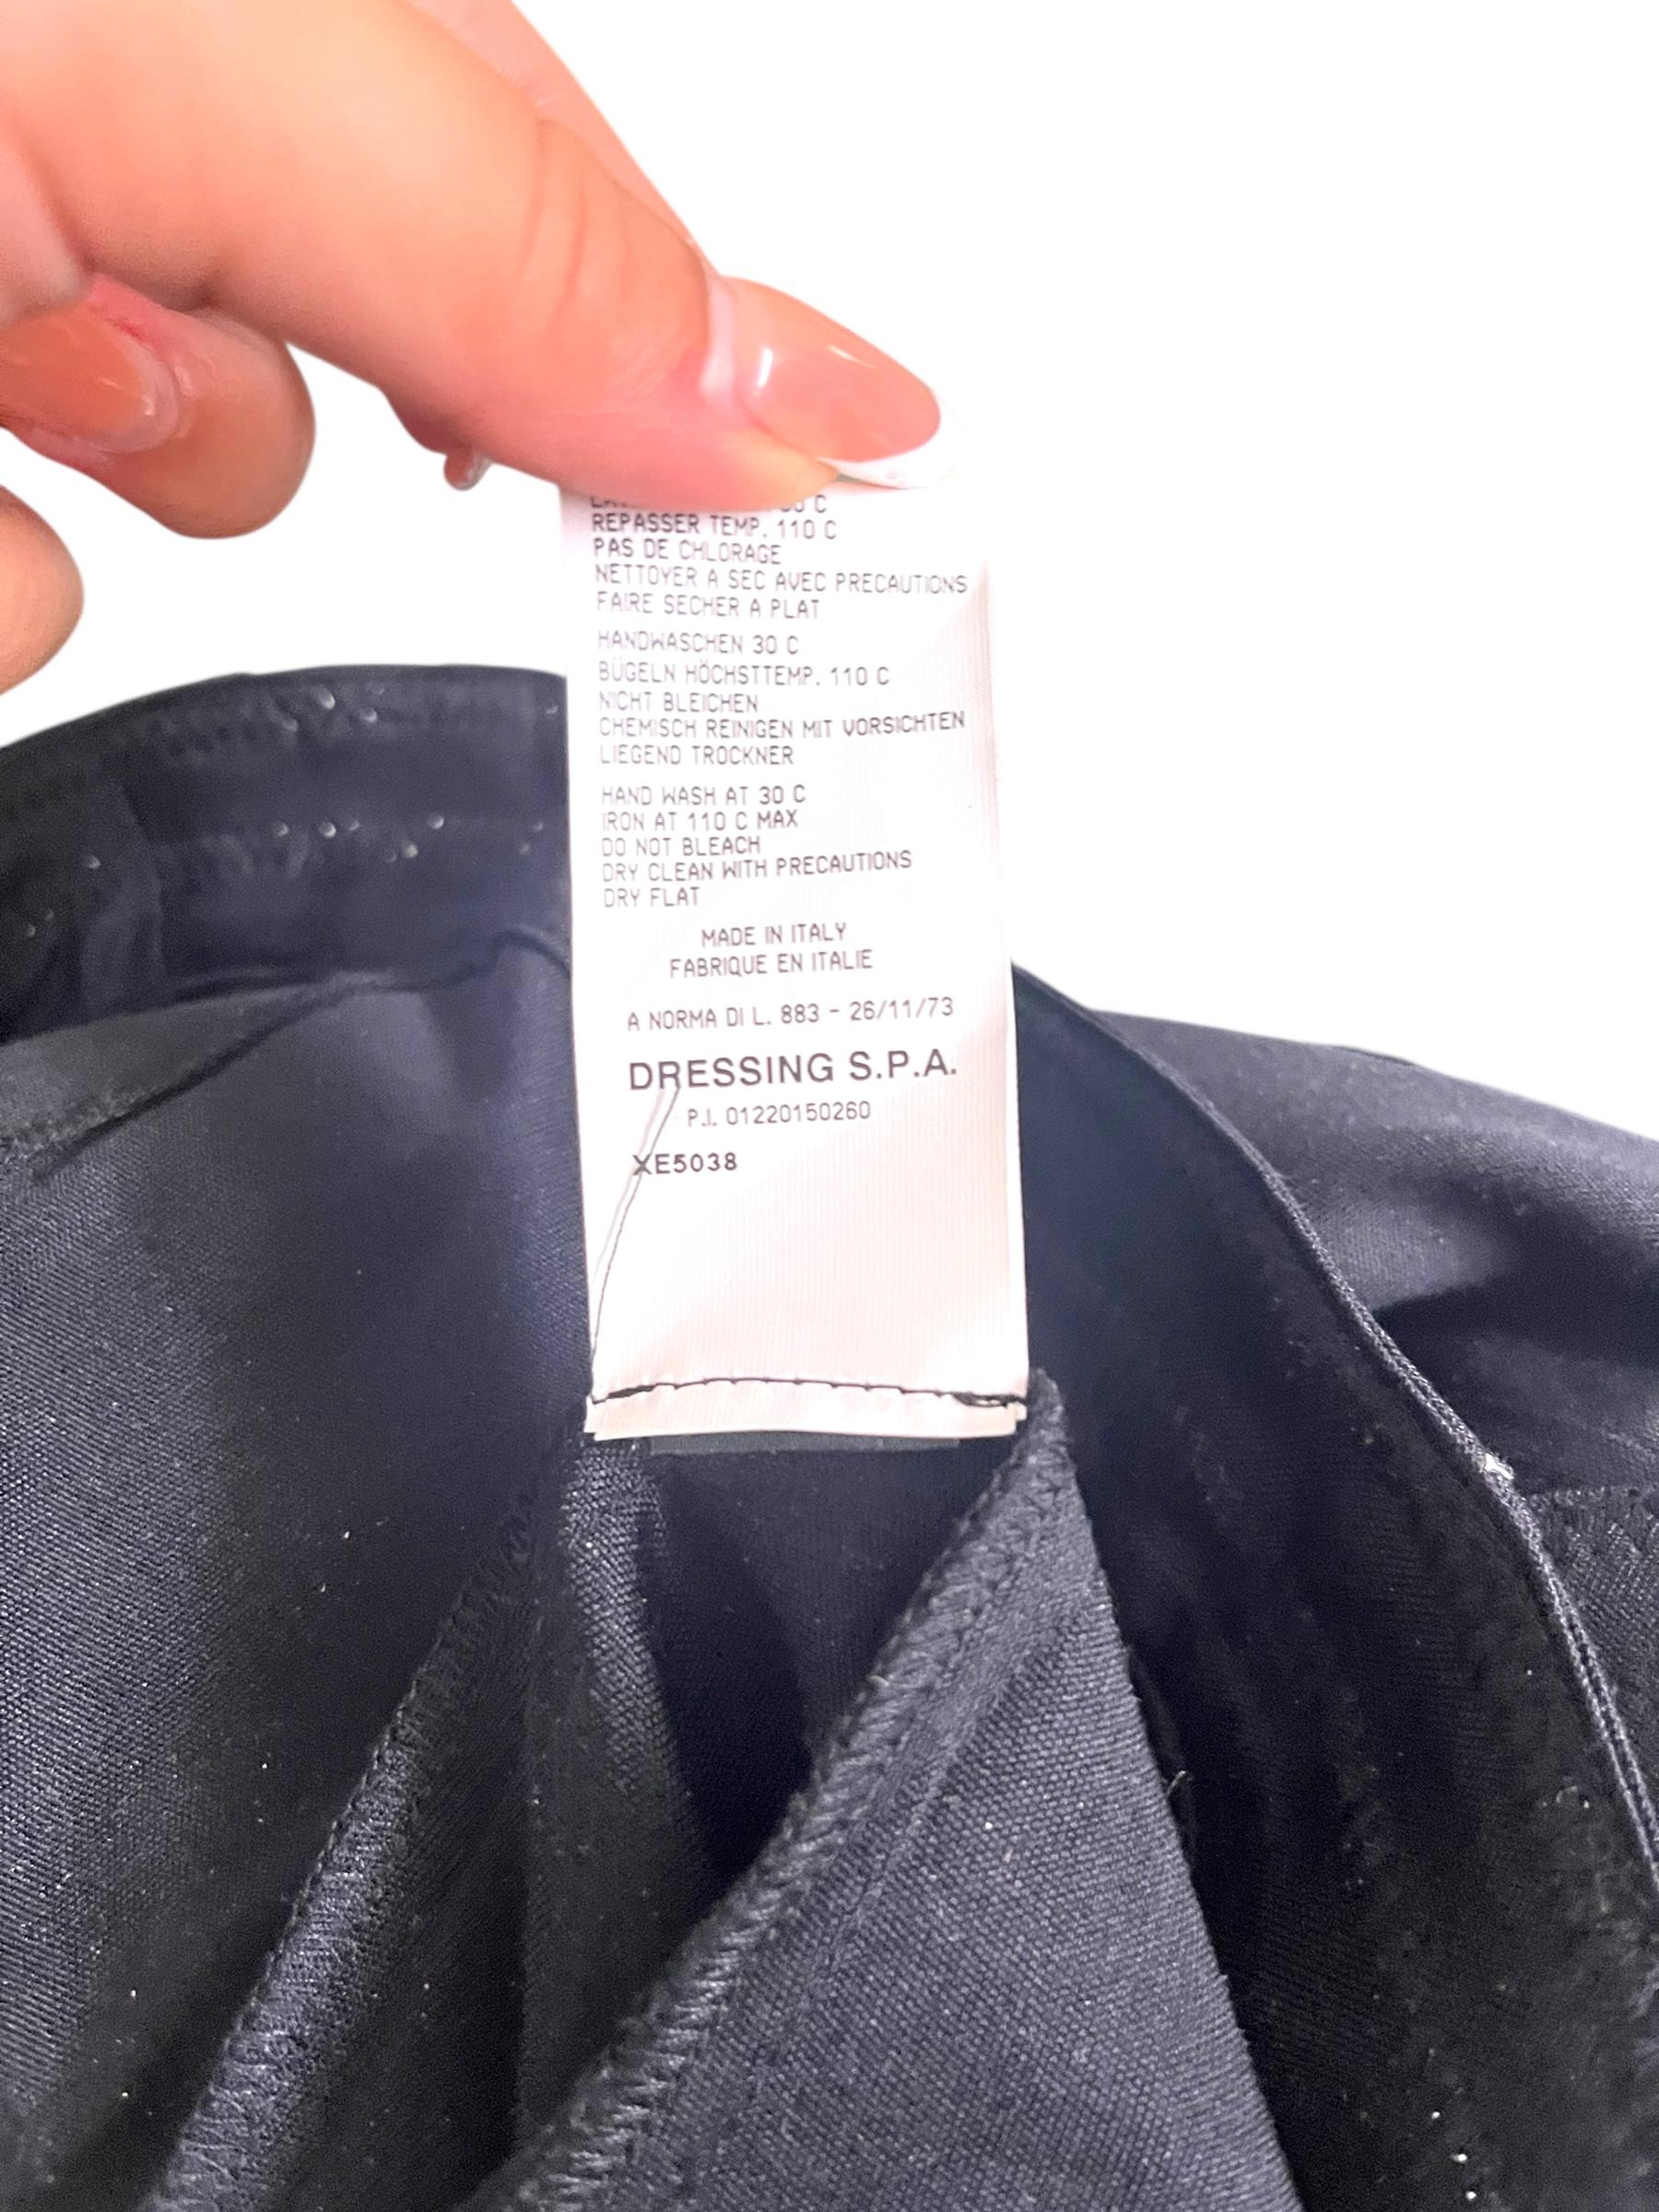 C
REPASSER TEMP. 110 C
PAS DE CHLORAGE
NETTOYER A SEC AVEC PRECAUTIONS
FAIRE SECHER A PLAT
HANDWASCHEN 30 C
BÜGELN HÖCHSTTEMP. 110 C
NICHT BLEICHEN
CHEMISCH REINIGEN MIT VORSICHTEN
LIEGEND TROCKNER
HAND WASH AT 30 C
IRON AT 110 C MAX
DO NOT BLEACH
DRY CLEAN WITH PRECAUTIONS
DRY FLAT
MADE IN ITALY
FABRIQUE EN ITALIE
A NORMA DI L. 883 - 26/11/73
DRESSING S.P.A.
P.I. 01220150260
XE5038